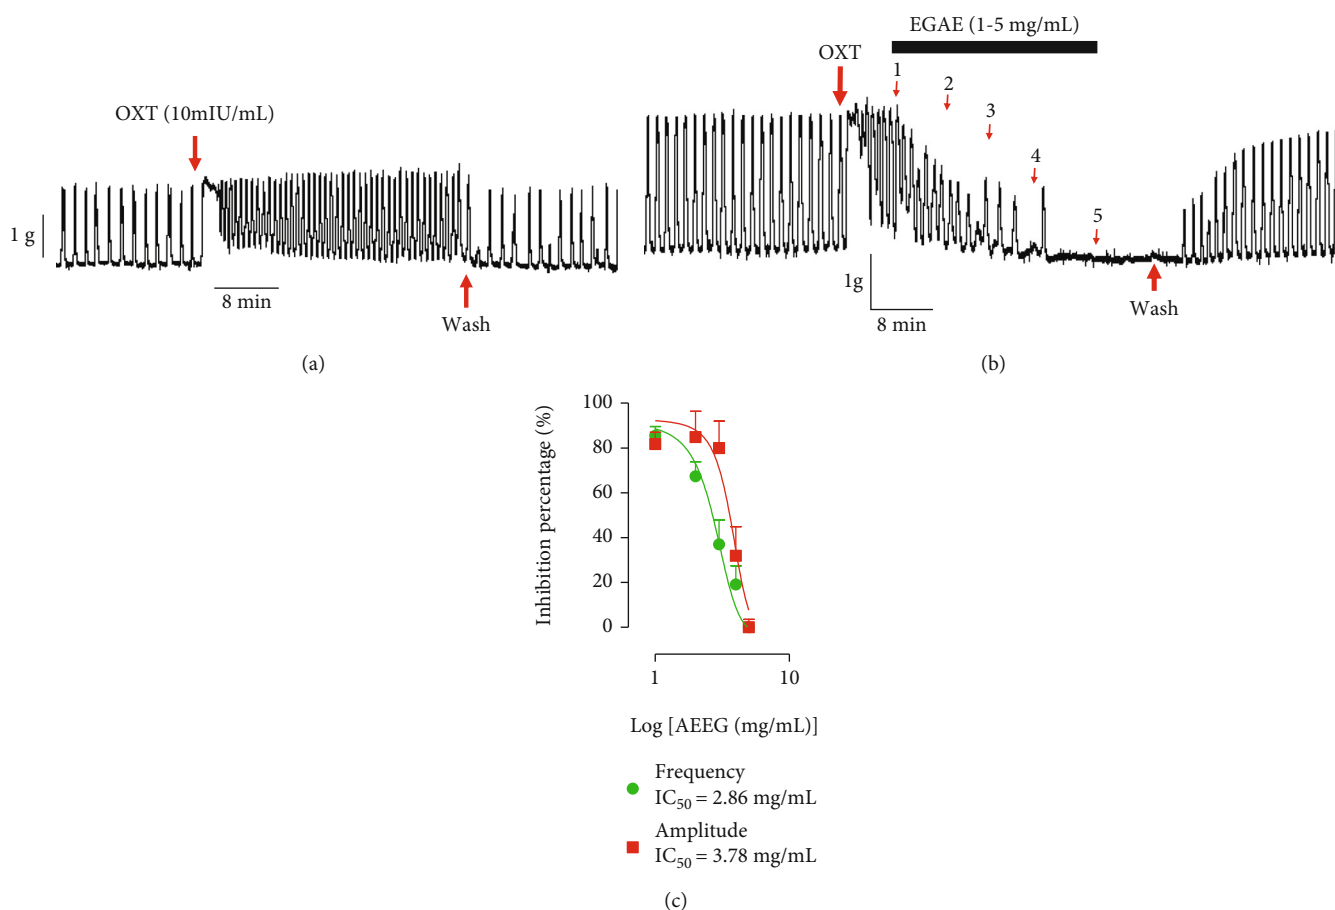 OXT (10mIU/mL)
1 g
8 min
Wash
(a)
EGAE (1-5 mg/mL)
OXT
1
2
3
4
5
1g
8 min
Wash
(b)
Inhibition percentage (%)
100
80
60
40
20
0
1 10
Log [AEEG (mg/mL)]
Frequency
IC50 = 2.86 mg/mL
Amplitude
IC50 = 3.78 mg/mL
(c)